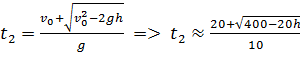 t₂ = (v₀+√(v₀²−2gh))/g => t₂ ≈ (20+√(400−20h))/10